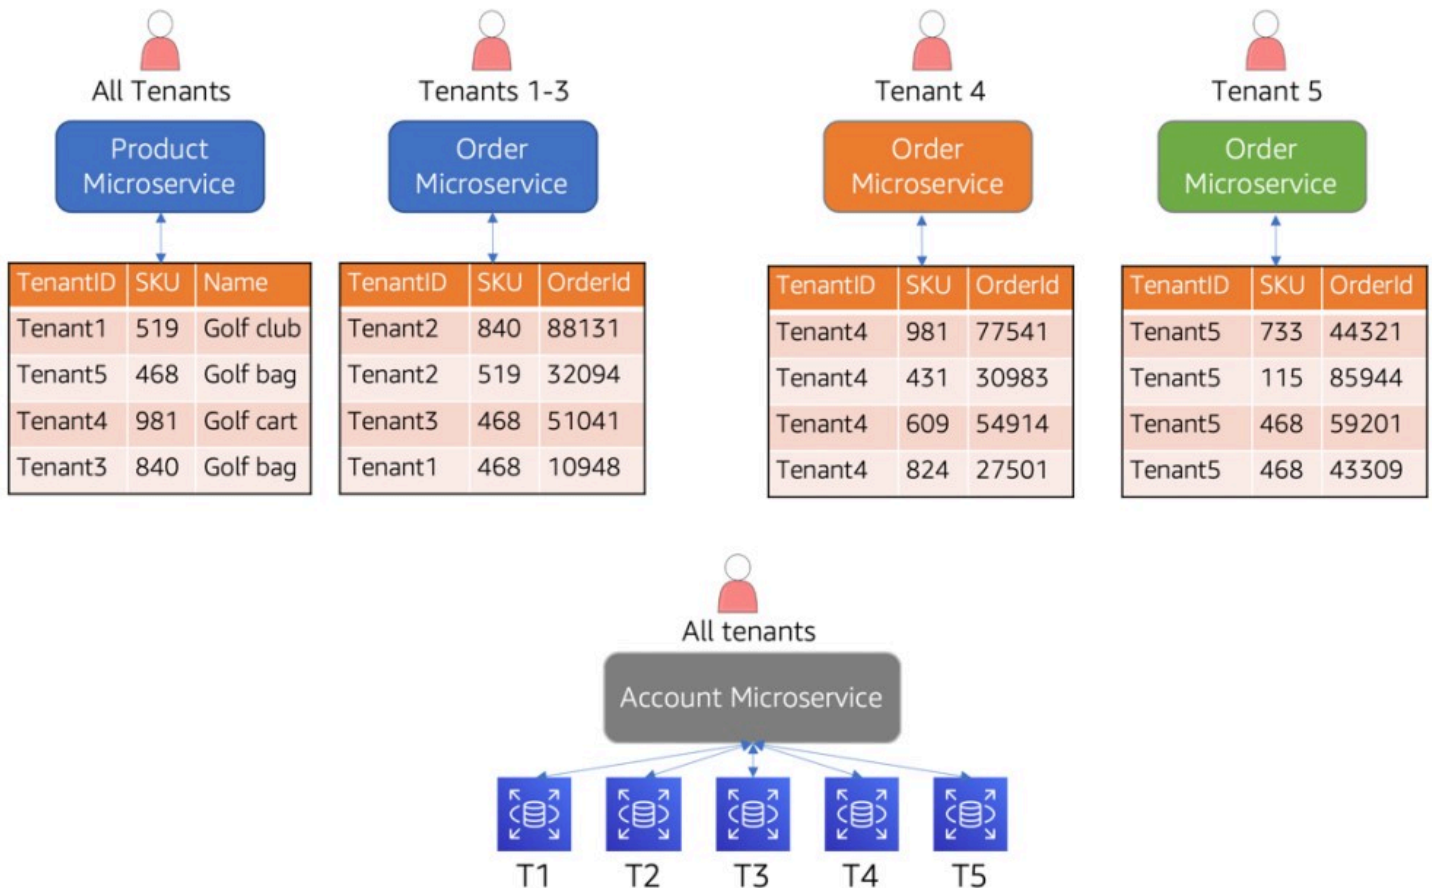 All Tenants
Product
Microservice
TenantID SKU Name
Tenant1 519 Golf club
Tenant5 468 Golf bag
Tenant4 981 Golf cart
Tenant3 840 Golf bag
Tenants 1-3
Order
Microservice
TenantID SKU OrderId
Tenant2 840 88131
Tenant2 519 32094
Tenant3 468 51041
Tenant1 468 10948
Tenant 4
Order
Microservice
TenantID SKU OrderId
Tenant4 981 77541
Tenant4 431 30983
Tenant4 609 54914
Tenant4 824 27501
Tenant 5
Order
Microservice
TenantID SKU OrderId
Tenant5 733 44321
Tenant5 115 85944
Tenant5 468 59201
Tenant5 468 43309
All tenants
Account Microservice
T1 T2 T3 T4 T5